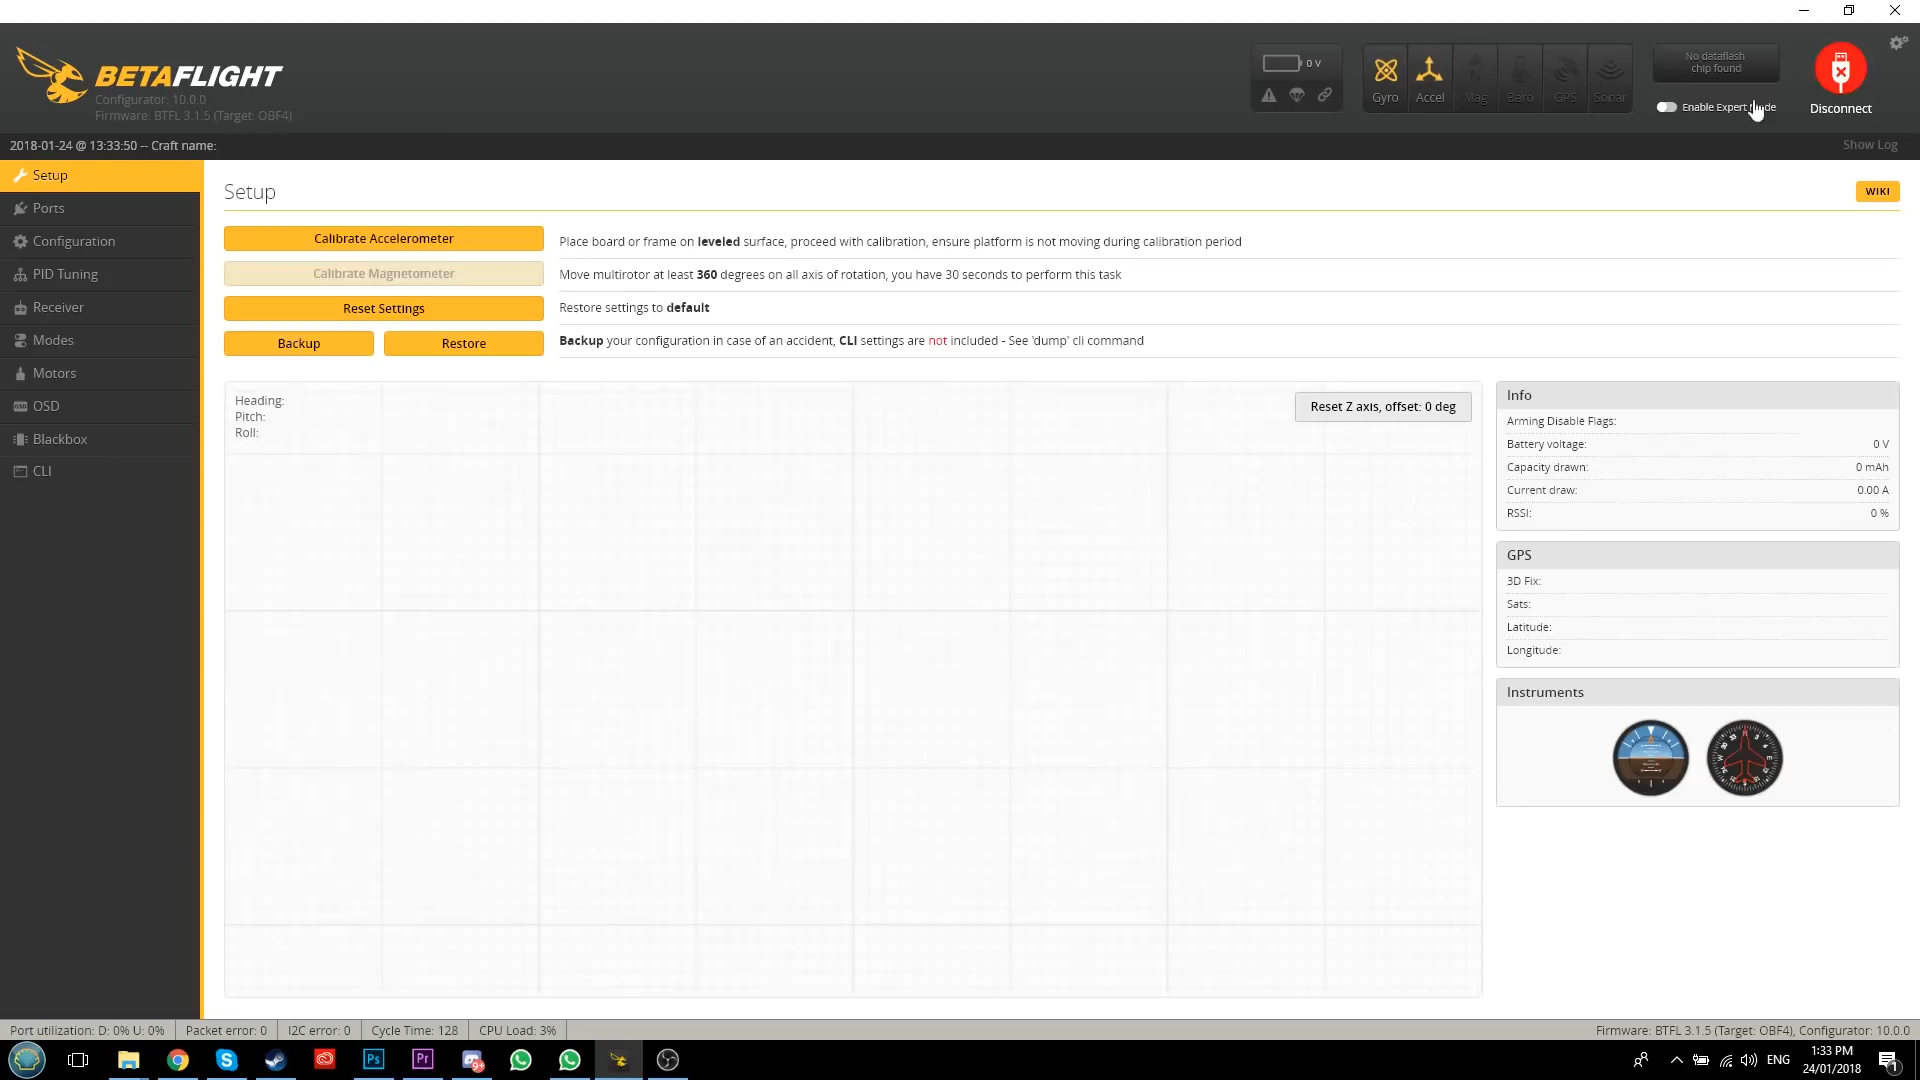 BETAFLIGHT
Configurator: 10.0.0
Firmware: BTFL 3.1.5 (Target: OBF4)
0 V
Gyro
Accel
Mag
Baro
GPS
Sonar
No dataflash
chip found
Enable Expert
Disconnect
2018-01-24 @ 13:33:50 -- Craft name:
Show Log
Setup
Ports
Configuration
PID Tuning
Receiver
Modes
Motors
OSD
Blackbox
CLI
Setup
WIKI
Calibrate Accelerometer
Place board or frame on leveled surface, proceed with calibration, ensure platform is not moving during calibration period
Calibrate Magnetometer
Move multirotor at least 360 degrees on all axis of rotation, you have 30 seconds to perform this task
Reset Settings
Restore settings to default
Backup
Restore
Backup your configuration in case of an accident, CLI settings are not included - See 'dump' cli command
Heading:
Pitch:
Roll:
Reset Z axis, offset: 0 deg
Info
Arming Disable Flags:
Battery voltage: 0 V
Capacity drawn: 0 mAh
Current draw: 0.00 A
RSSI: 0 %
GPS
3D Fix:
Sats:
Latitude:
Longitude:
Instruments
Port utilization: D: 0% U: 0%
Packet error: 0
I2C error: 0
Cycle Time: 128
CPU Load: 3%
Firmware: BTFL 3.1.5 (Target: OBF4), Configurator: 10.0.0
Ps
Pr
9+
ENG
1:33 PM
24/01/2018
1